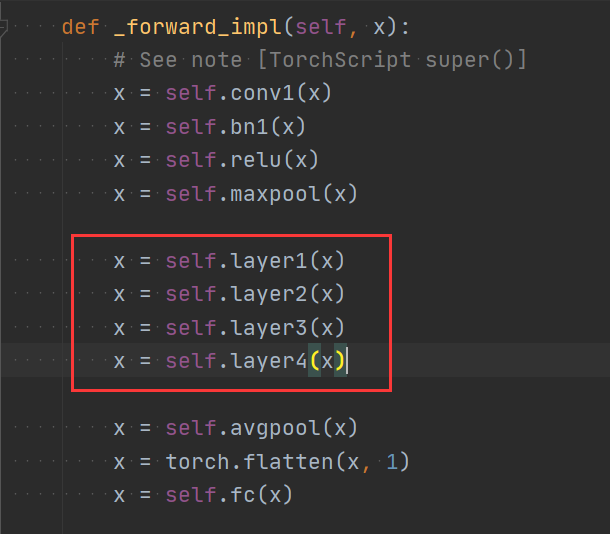 def _forward_impl(self, x):
# See note [TorchScript super()]
x = self.conv1(x)
x = self.bn1(x)
x = self.relu(x)
x = self.maxpool(x)
x = self.layer1(x)
x = self.layer2(x)
x = self.layer3(x)
x = self.layer4(x)
x = self.avgpool(x)
x = torch.flatten(x, 1)
x = self.fc(x)